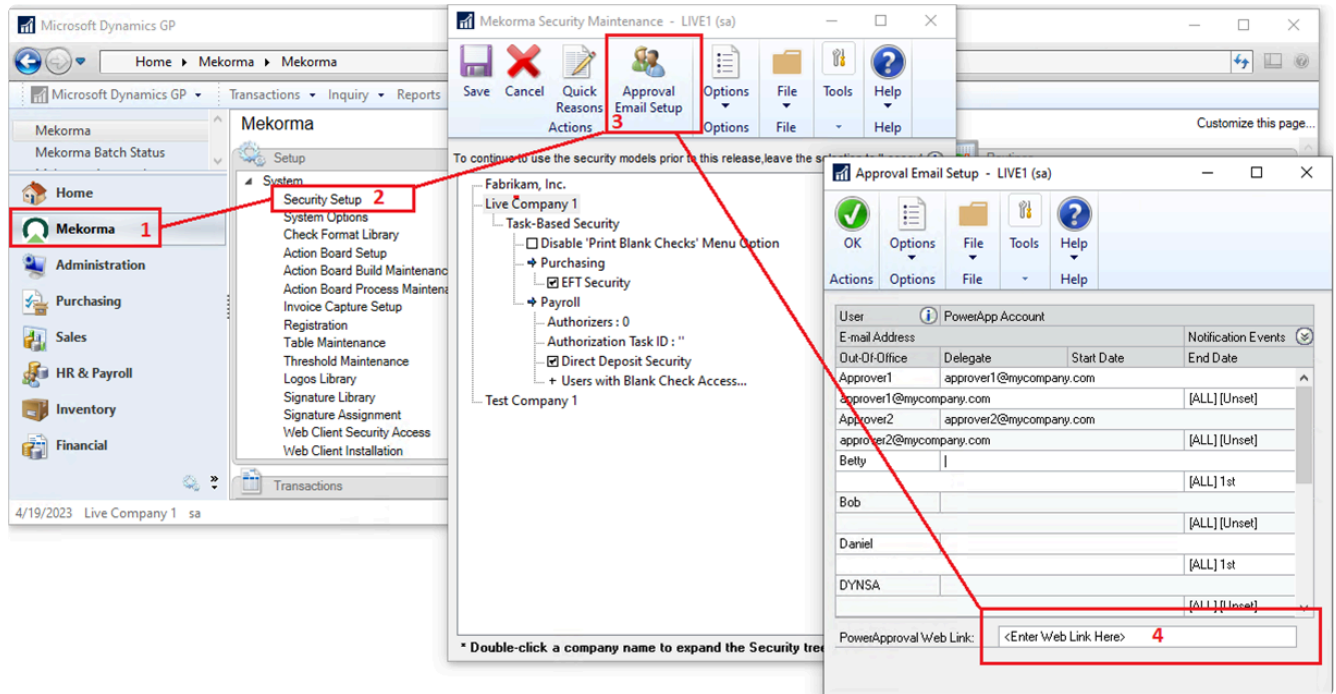 Microsoft Dynamics GP
Home ▸ Mekorma ▸ Mekorma
Microsoft Dynamics GP
Transactions
Inquiry
Reports
Mekorma
Mekorma Batch Status
Home
Mekorma 1
Administration
Purchasing
Sales
HR & Payroll
Inventory
Financial
4/19/2023 Live Company 1 sa
Mekorma
Setup
System
Security Setup 2
System Options
Check Format Library
Action Board Setup
Action Board Build Maintenanc
Action Board Process Maintena
Invoice Capture Setup
Registration
Table Maintenance
Threshold Maintenance
Logos Library
Signature Library
Signature Assignment
Web Client Security Access
Web Client Installation
Transactions
Customize this page...
Mekorma Security Maintenance - LIVE1 (sa)
Save
Cancel
Quick Reasons
Approval Email Setup
Options
File
Tools
Help
Actions
3
Options
File
Help
To continue to use the security models prior to this release,leave the
Fabrikam, Inc.
Live Company 1
Task-Based Security
Disable 'Print Blank Checks' Menu Option
Purchasing
EFT Security
Payroll
Authorizers : 0
Authorization Task ID : ''
Direct Deposit Security
+ Users with Blank Check Access...
Test Company 1
* Double-click a company name to expand the Security tree
Approval Email Setup - LIVE1 (sa)
OK
Options
File
Tools
Help
Actions
Options
File
Help
User
PowerApp Account
E-mail Address
Notification Events
Out-Of-Office
Delegate
Start Date
End Date
Approver1
approver1@mycompany.com
approver1@mycompany.com
[ALL] [Unset]
Approver2
approver2@mycompany.com
approver2@mycompany.com
[ALL] [Unset]
Betty
[ALL] 1st
Bob
[ALL] [Unset]
Daniel
[ALL] 1st
DYNSA
[ALL] [Unset]
PowerApproval Web Link:
<Enter Web Link Here> 4